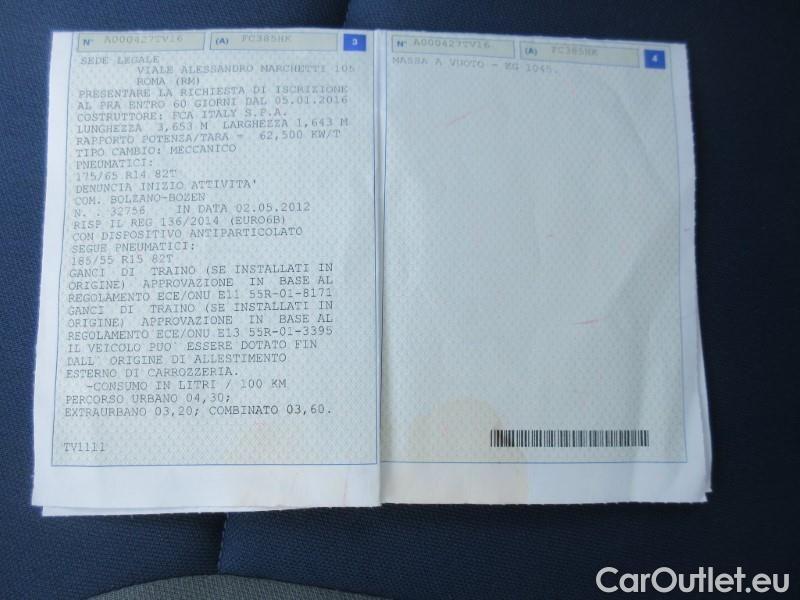 N° A000427TV16 (A) FC385HK 3
SEDE LEGALE
VIALE ALESSANDRO MARCHETTI 105
ROMA (RM)
PRESENTARE LA RICHIESTA DI ISCRIZIONE
AL PRA ENTRO 60 GIORNI DAL 05.01.2016
COSTRUTTORE: FCA ITALY S.P.A.
LUNGHEZZA 3,653 M LARGHEZZA 1,643 M
RAPPORTO POTENZA/TARA = 62,500 KW/T
TIPO CAMBIO: MECCANICO
PNEUMATICI:
175/65 R14 82T
DENUNCIA INIZIO ATTIVITA'
COM. BOLZANO-BOZEN
N. : 32756 IN DATA 02.05.2012
RISP IL REG 136/2014 (EURO6B)
CON DISPOSITIVO ANTIPARTICOLATO
SEGUE PNEUMATICI:
185/55 R15 82T
GANCI DI TRAINO (SE INSTALLATI IN
ORIGINE) APPROVAZIONE IN BASE AL
REGOLAMENTO ECE/ONU E11 55R-01-8171
GANCI DI TRAINO (SE INSTALLATI IN
ORIGINE) APPROVAZIONE IN BASE AL
REGOLAMENTO ECE/ONU E13 55R-01-3395
IL VEICOLO PUO` ESSERE DOTATO FIN
DALL` ORIGINE DI ALLESTIMENTO
ESTERNO DI CARROZZERIA.
-CONSUMO IN LITRI / 100 KM
PERCORSO URBANO 04,30;
EXTRAURBANO 03,20; COMBINATO 03,60.
TV1111
N° A000427TV16 (A) FC385HK 4
MASSA A VUOTO - KG 1045.
CarOutlet.eu